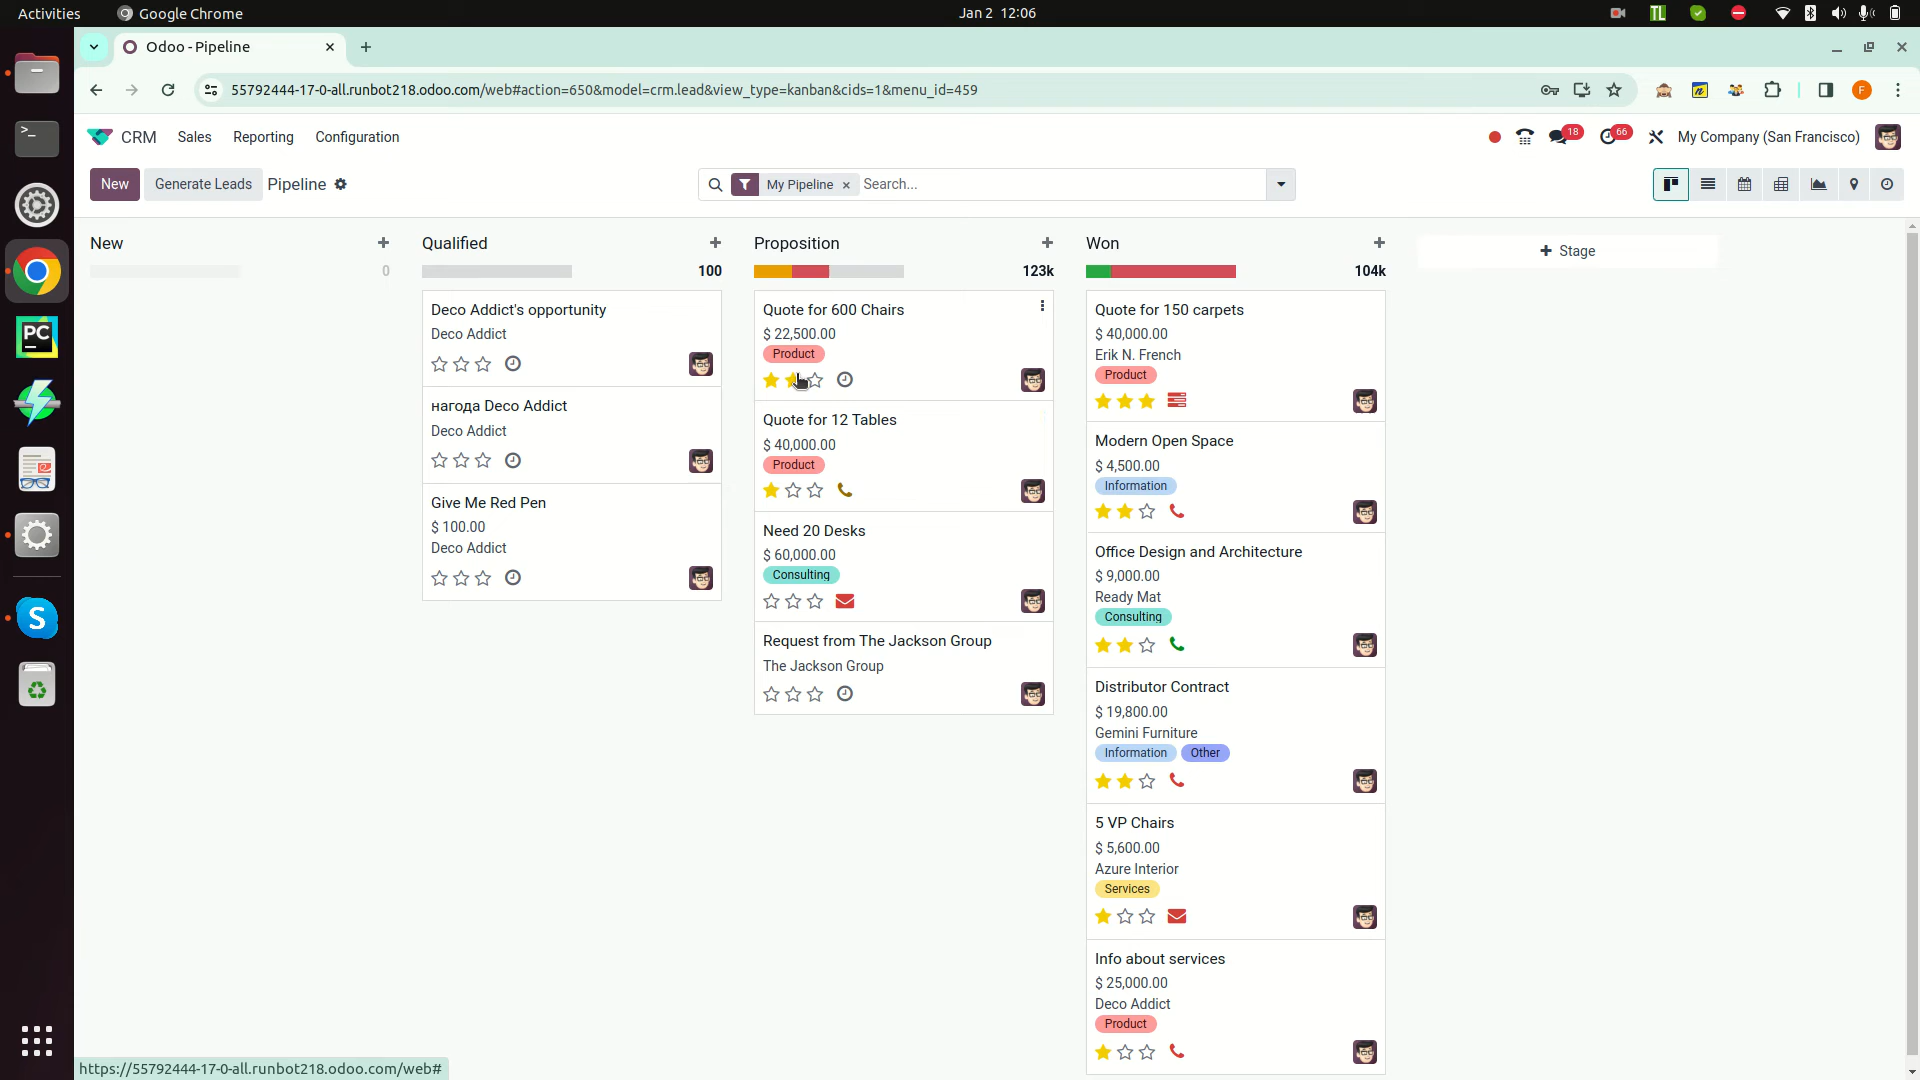 Activities
Google Chrome
Jan 2 12:06
TL
Odoo - Pipeline
55792444-17-0-all.runbot218.odoo.com/web#action=650&model=crm.lead&view_type=kanban&cids=1&menu_id=459
F
CRM
Sales
Reporting
Configuration
18
66
My Company (San Francisco)
New
Generate Leads
Pipeline
My Pipeline
Search...
New
0
Qualified
100
Deco Addict's opportunity
Deco Addict
нагода Deco Addict
Deco Addict
Give Me Red Pen
$ 100.00
Deco Addict
Proposition
123k
Quote for 600 Chairs
$ 22,500.00
Product
Quote for 12 Tables
$ 40,000.00
Product
Need 20 Desks
$ 60,000.00
Consulting
Request from The Jackson Group
The Jackson Group
Won
104k
Quote for 150 carpets
$ 40,000.00
Erik N. French
Product
Modern Open Space
$ 4,500.00
Information
Office Design and Architecture
$ 9,000.00
Ready Mat
Consulting
Distributor Contract
$ 19,800.00
Gemini Furniture
Information Other
5 VP Chairs
$ 5,600.00
Azure Interior
Services
Info about services
$ 25,000.00
Deco Addict
Product
+ Stage
PC
https://55792444-17-0-all.runbot218.odoo.com/web#